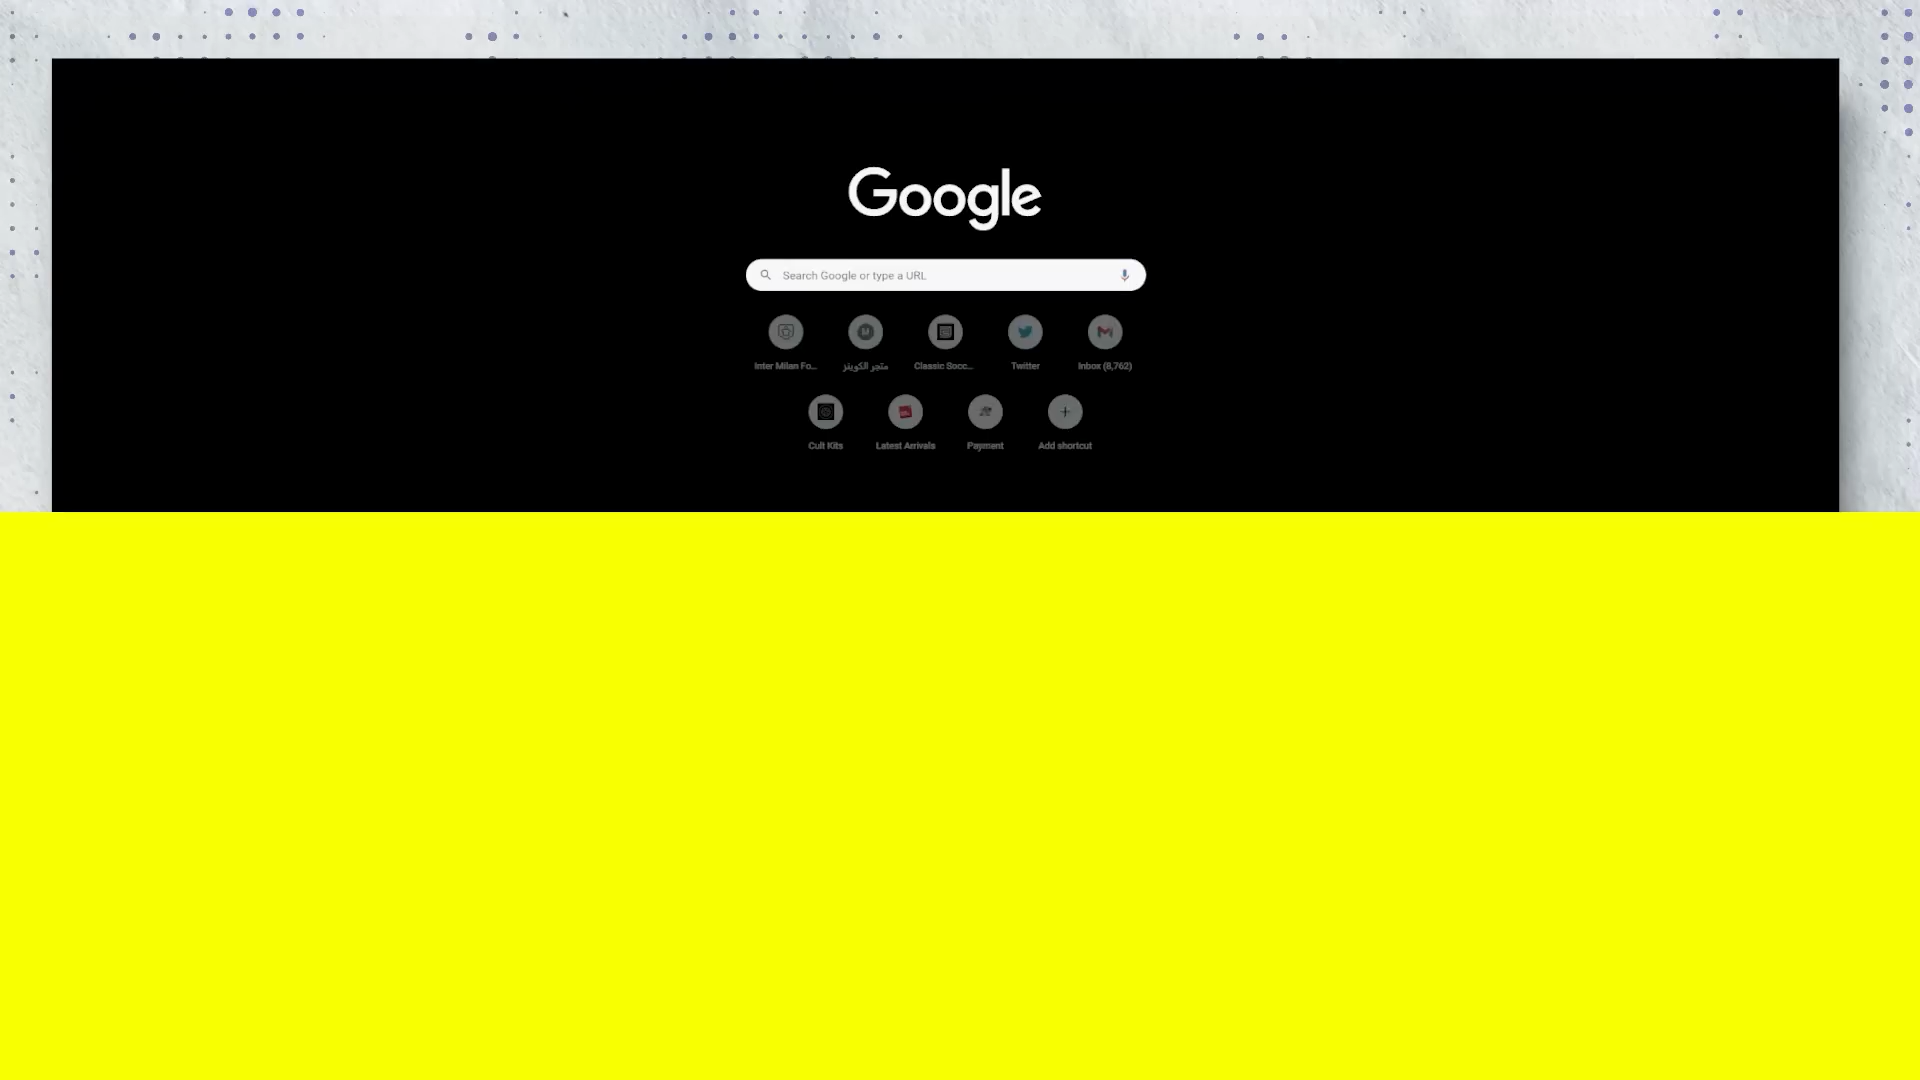 Google
Search Google or type a URL
Inter Milan Fo...
متجر الكوينز
Classic Socc...
Twitter
Inbox (8,762)
Cult Kits
Latest Arrivals
Payment
Add shortcut